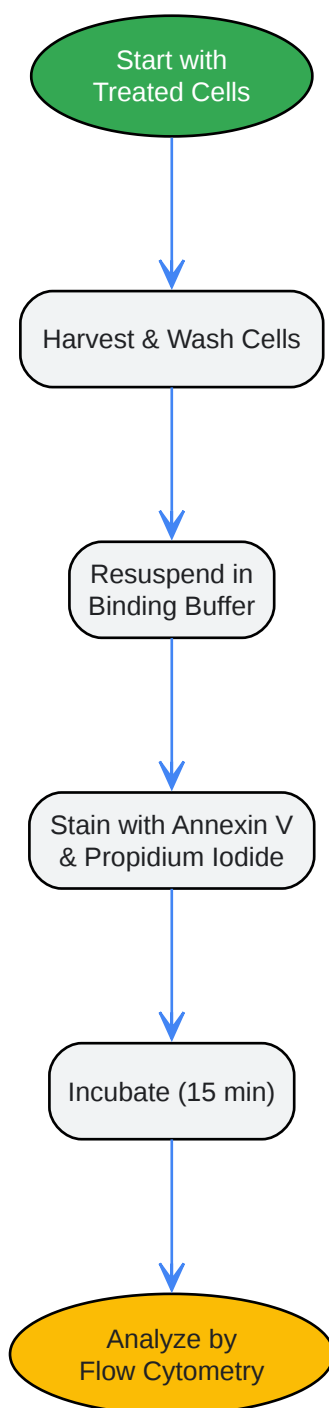 Start with
Treated Cells
Harvest & Wash Cells
Resuspend in
Binding Buffer
Stain with Annexin V
& Propidium Iodide
Incubate (15 min)
Analyze by
Flow Cytometry